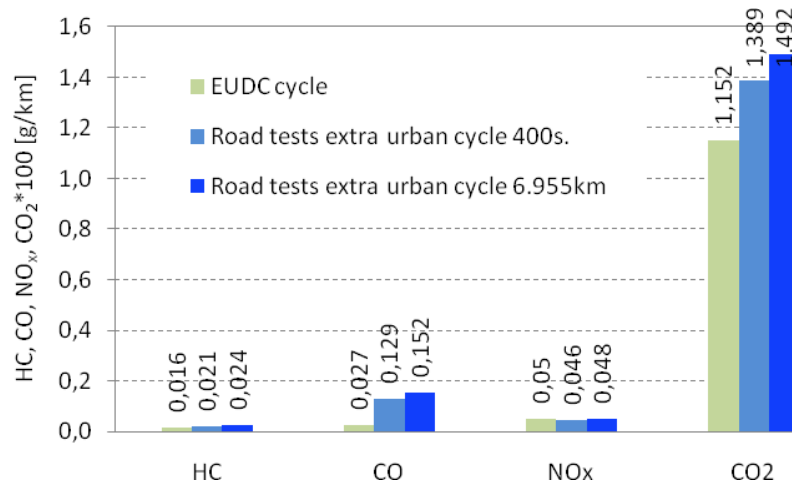 HC, CO, NOx, CO2*100 [g/km]
1,6
1,4
1,2
1,0
0,8
0,6
0,4
0,2
0,0
EUDC cycle
Road tests extra urban cycle 400s.
Road tests extra urban cycle 6.955km
0,016
0,021
0,024
0,027
0,129
0,152
0,05
0,046
0,048
1,152
1,389
1,492
HC
CO
NOx
CO2